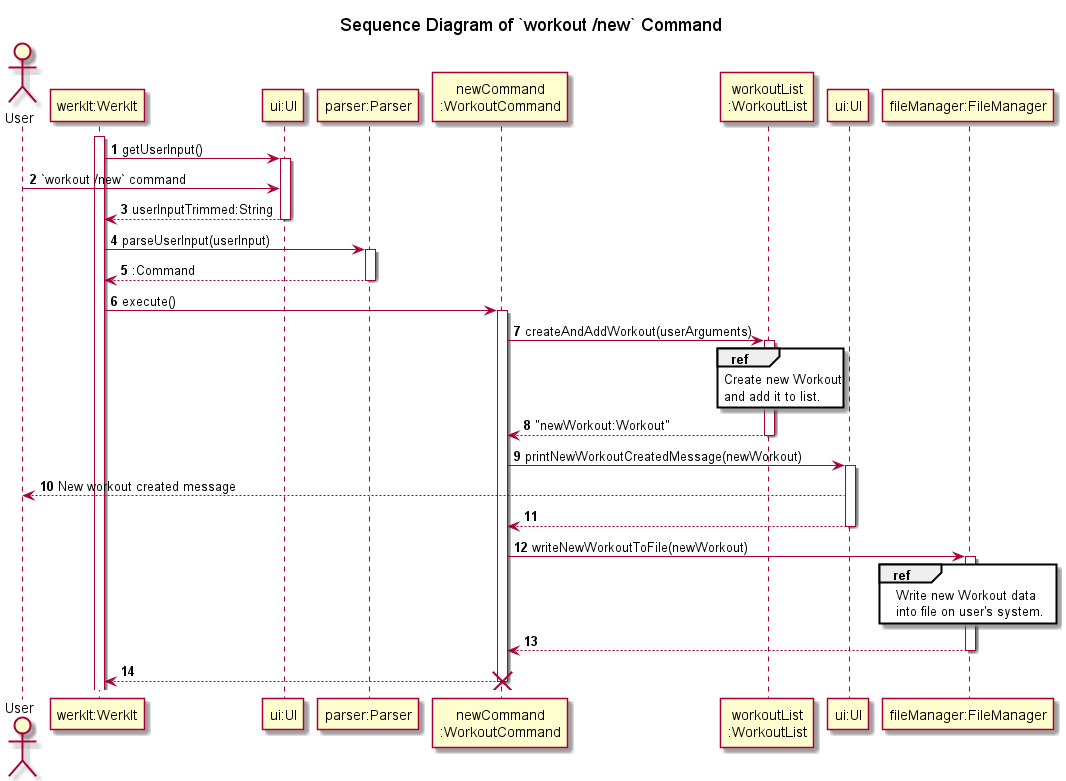 Sequence Diagram of `workout /new` Command
User
werkIt:WerkIt
ui:UI
parser:Parser
newCommand
:WorkoutCommand
workoutList
:WorkoutList
ui:UI
fileManager:FileManager
1 getUserInput()
2 `workout /new` command
3 userInputTrimmed:String
4 parseUserInput(userInput)
5 :Command
6 execute()
7 createAndAddWorkout(userArguments)
ref
Create new Workout
and add it to list.
8 "newWorkout:Workout"
9 printNewWorkoutCreatedMessage(newWorkout)
10 New workout created message
11
12 writeNewWorkoutToFile(newWorkout)
ref
Write new Workout data
into file on user's system.
13
14
User
werkIt:WerkIt
ui:UI
parser:Parser
newCommand
:WorkoutCommand
workoutList
:WorkoutList
ui:UI
fileManager:FileManager